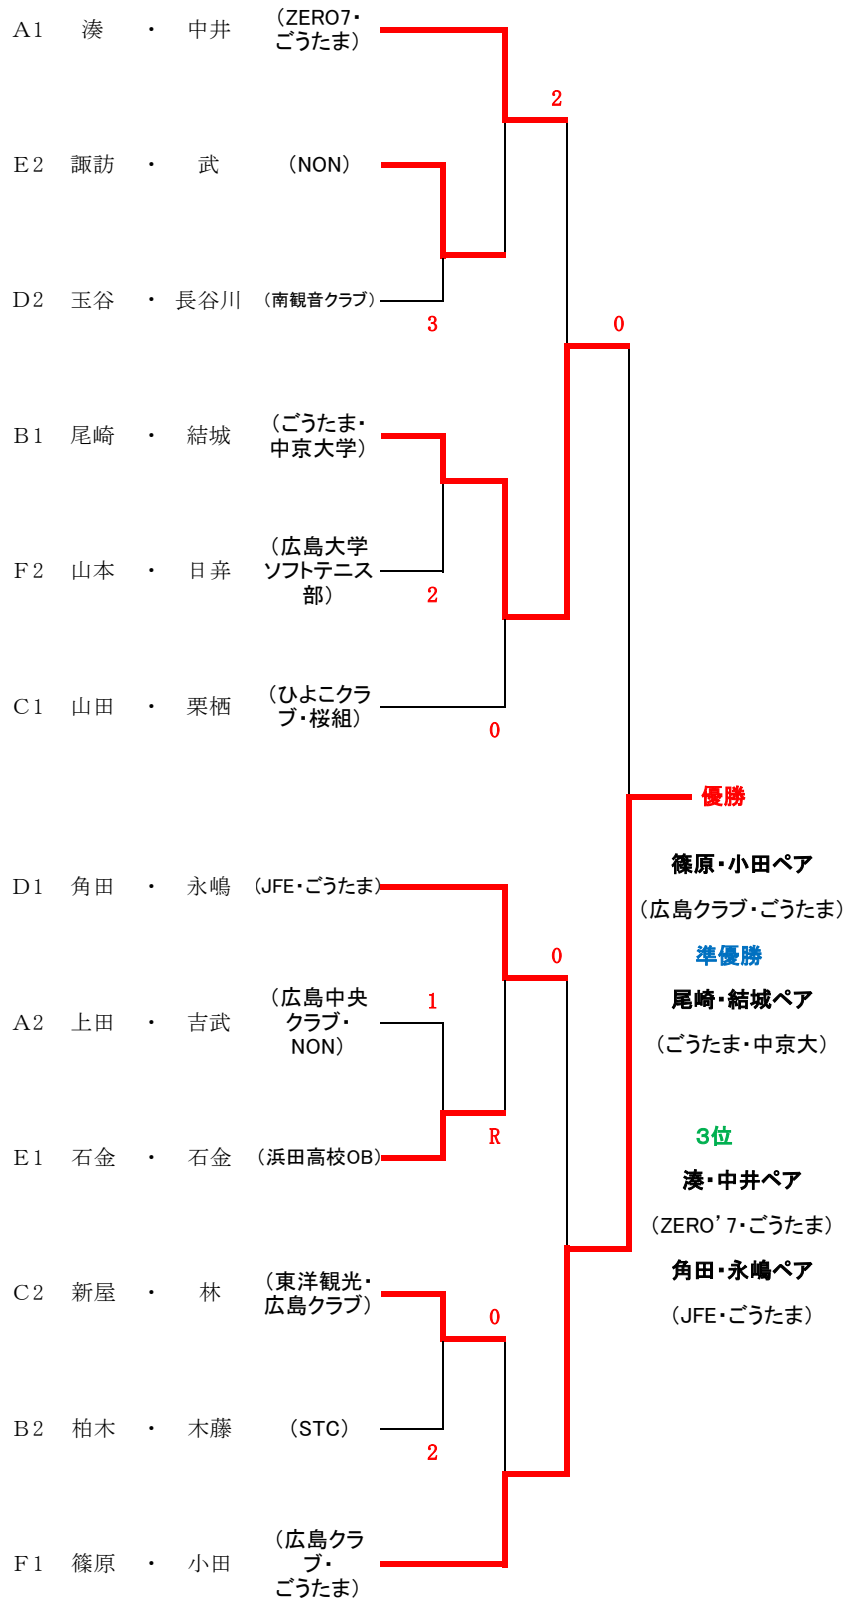 A1 湊 ・ 中井 (ZERO7・
ごうたま)
2
E2 諏訪 ・ 武 (NON)
D2 玉谷 ・ 長谷川 (南観音クラブ)
3
0
B1 尾崎 ・ 結城 (ごうたま・
中京大学)
F2 山本 ・ 日弃 (広島大学
ソフトテニス
部)
2
C1 山田 ・ 栗栖 (ひよこクラ
ブ・桜組)
0
優勝
篠原・小田ペア
(広島クラブ・ごうたま)
準優勝
尾崎・結城ペア
(ごうたま・中京大)
3位
湊・中井ペア
(ZERO’7・ごうたま)
角田・永嶋ペア
(JFE・ごうたま)
D1 角田 ・ 永嶋 (JFE・ごうたま)
0
A2 上田 ・ 吉武 (広島中央
クラブ・
NON)
1
R
E1 石金 ・ 石金 (浜田高校OB)
C2 新屋 ・ 林 (東洋観光・
広島クラブ)
0
B2 柏木 ・ 木藤 (STC)
2
F1 篠原 ・ 小田 (広島クラ
ブ・
ごうたま)